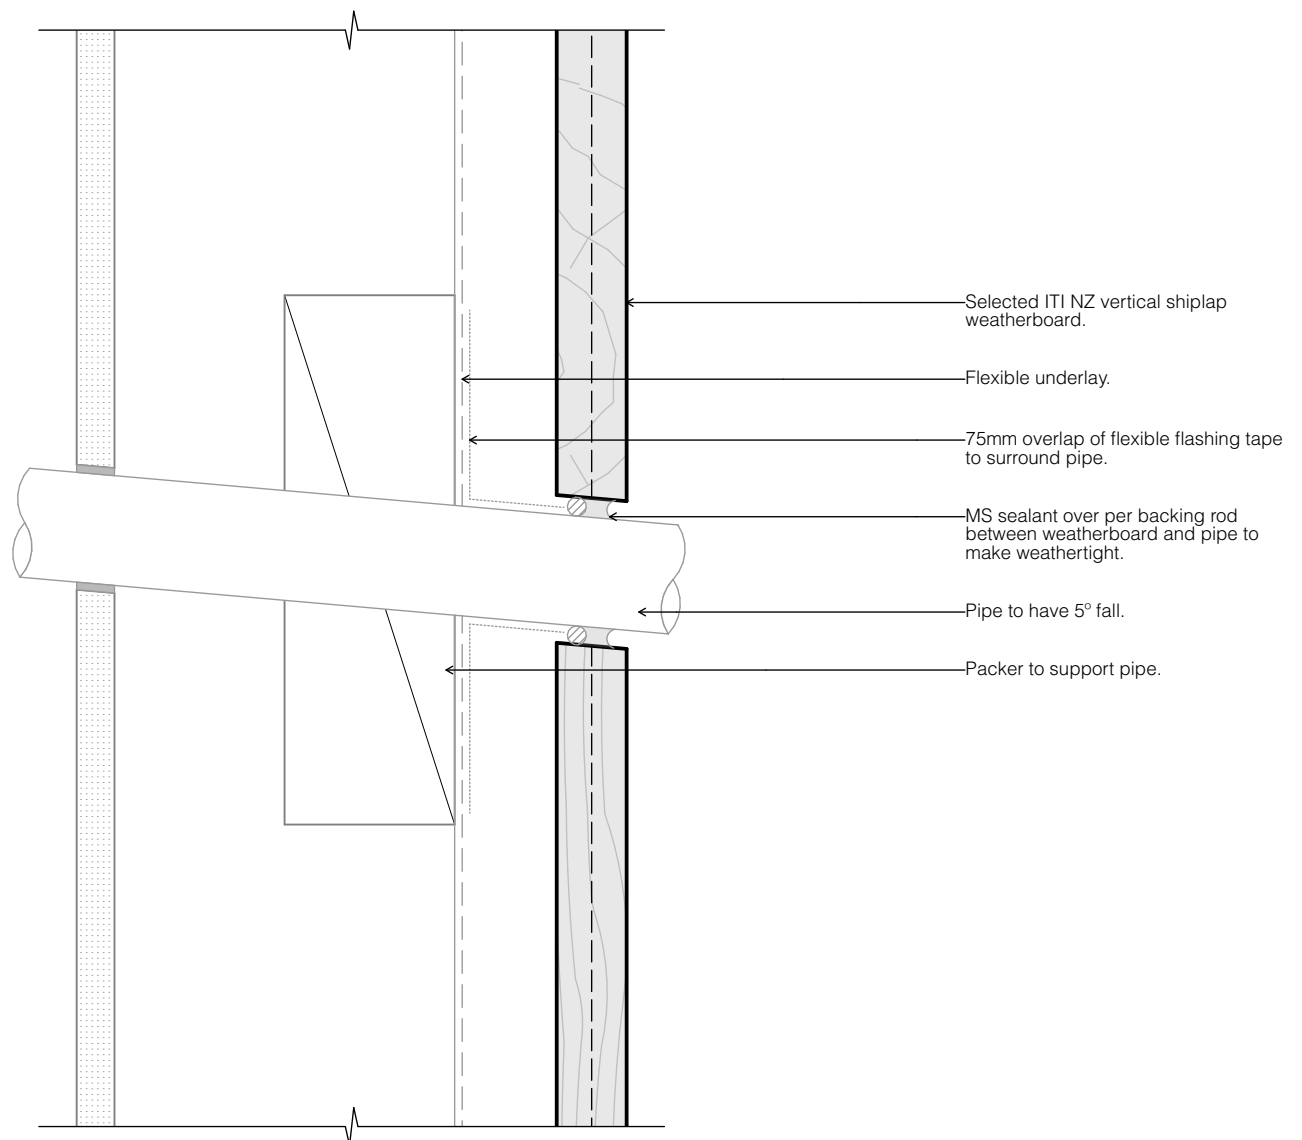 Selected ITI NZ vertical shiplap
weatherboard.
Flexible underlay.
75mm overlap of flexible flashing tape
to surround pipe.
MS sealant over per backing rod
between weatherboard and pipe to
make weathertight.
Pipe to have 5° fall.
Packer to support pipe.